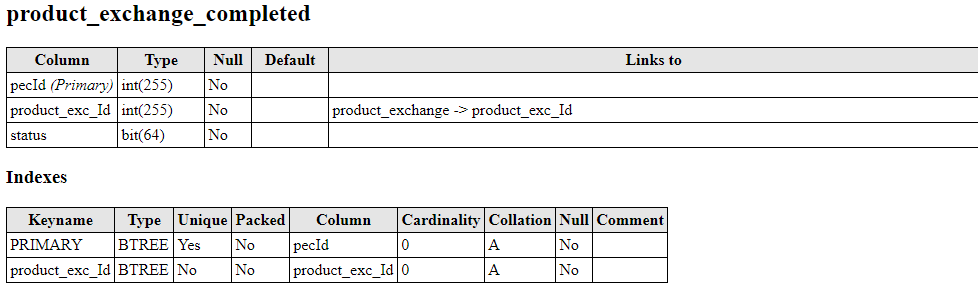 product_exchange_completed
Column Type Null Default Links to
pecId (Primary) int(255) No
product_exc_Id int(255) No product_exchange -> product_exc_Id
status bit(64) No
Indexes
Keyname Type Unique Packed Column Cardinality Collation Null Comment
PRIMARY BTREE Yes No pecId 0 A No
product_exc_Id BTREE No No product_exc_Id 0 A No